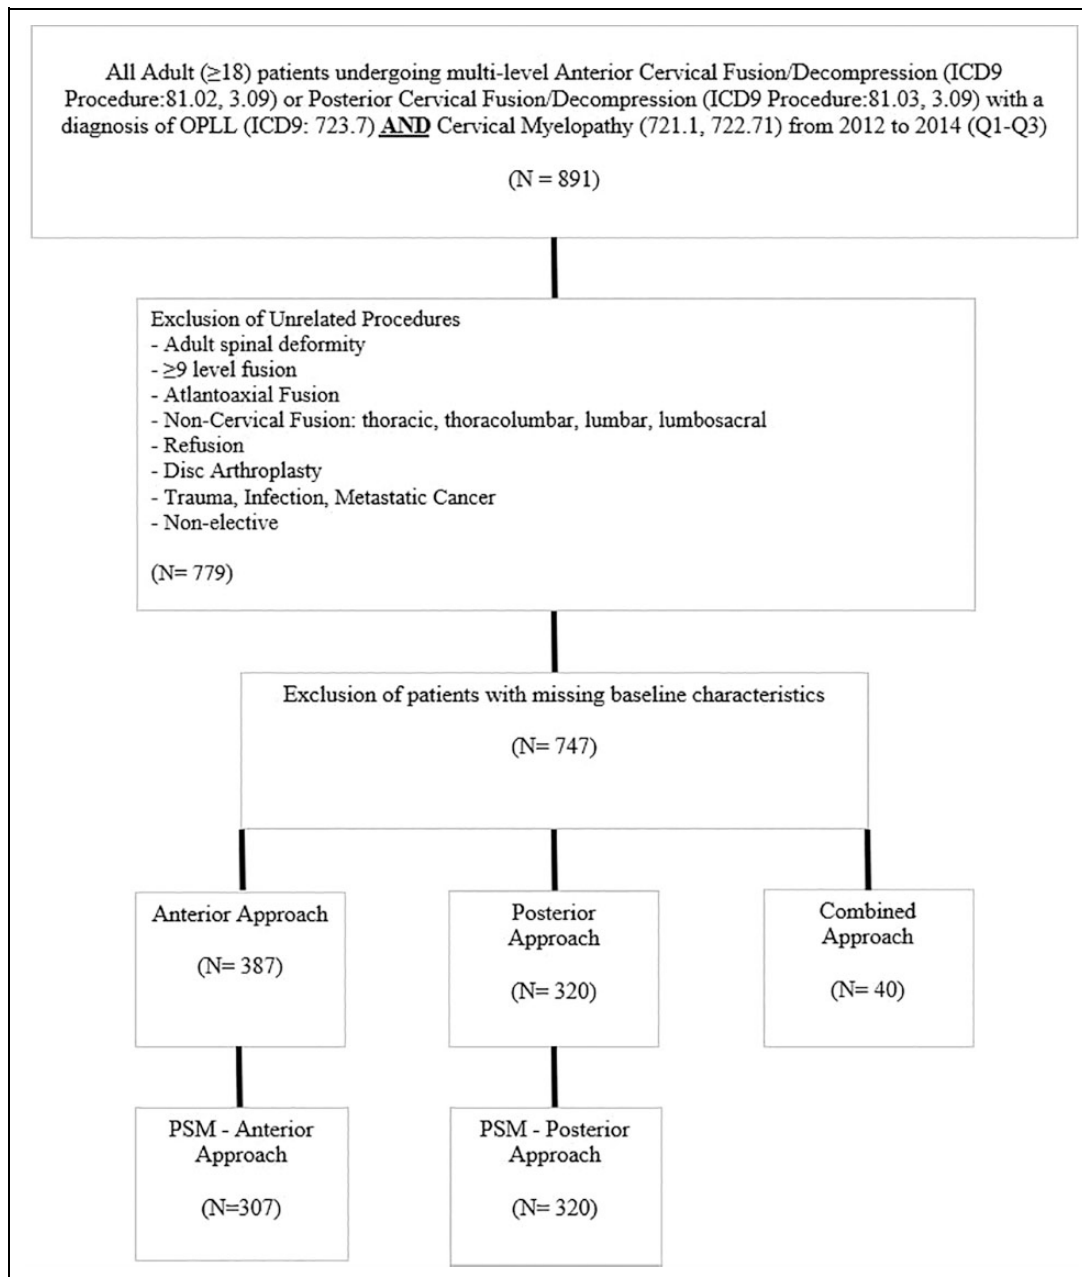 All Adult (≥18) patients undergoing multi-level Anterior Cervical Fusion/Decompression (ICD9
Procedure:81.02, 3.09) or Posterior Cervical Fusion/Decompression (ICD9 Procedure:81.03, 3.09) with a
diagnosis of OPLL (ICD9: 723.7) AND Cervical Myelopathy (721.1, 722.71) from 2012 to 2014 (Q1-Q3)
(N = 891)
Exclusion of Unrelated Procedures
- Adult spinal deformity
- ≥9 level fusion
- Atlantoaxial Fusion
- Non-Cervical Fusion: thoracic, thoracolumbar, lumbar, lumbosacral
- Refusion
- Disc Arthroplasty
- Trauma, Infection, Metastatic Cancer
- Non-elective
(N= 779)
Exclusion of patients with missing baseline characteristics
(N= 747)
Anterior Approach
(N= 387)
Posterior
Approach
(N= 320)
Combined
Approach
(N= 40)
PSM - Anterior
Approach
(N=307)
PSM - Posterior
Approach
(N= 320)